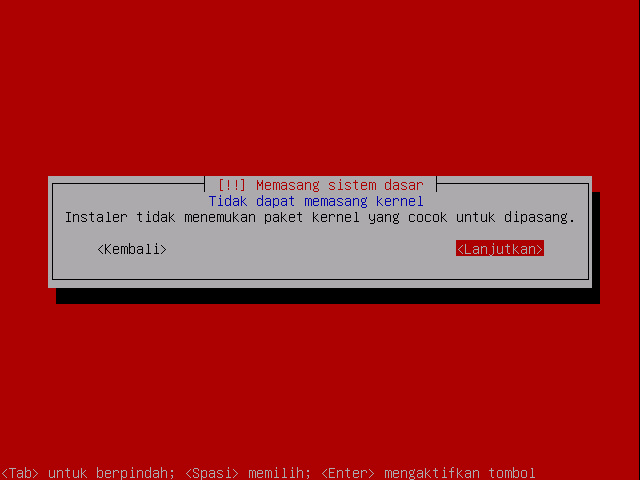 [!!] Memasang sistem dasar
Tidak dapat memasang kernel
Instaler tidak menemukan paket kernel yang cocok untuk dipasang.
<Kembali> <Lanjutkan>
<Tab> untuk berpindah; <Spasi> memilih; <Enter> mengaktifkan tombol